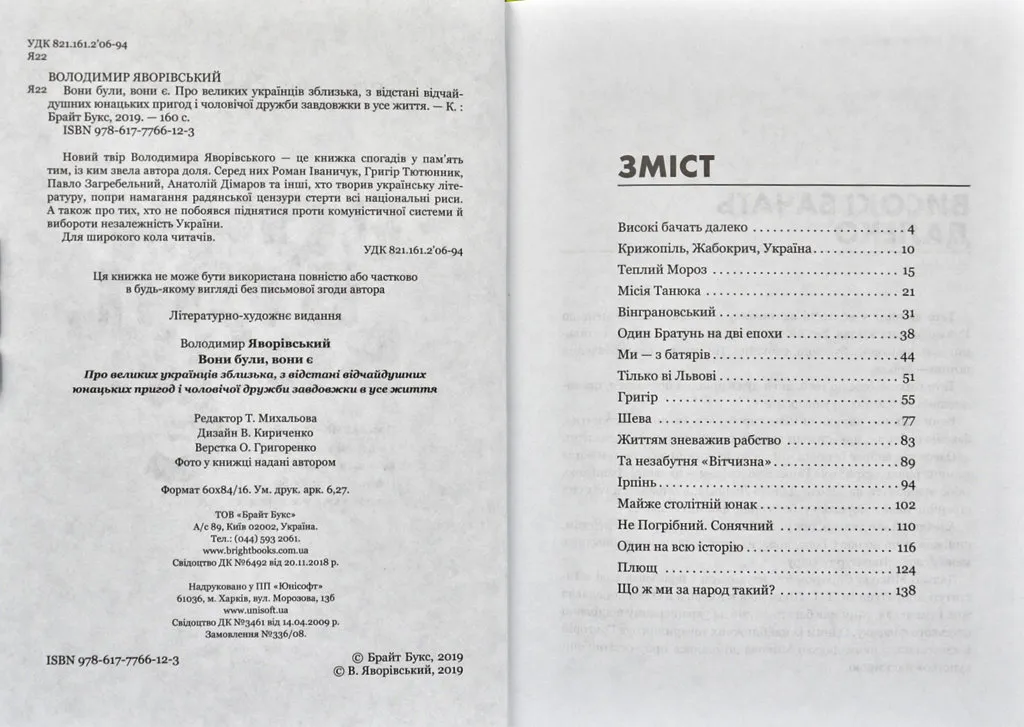 УДК 821.161.2'06-94
Я22
ВОЛОДИМИР ЯВОРІВСЬКИЙ
Я22 Вони були, вони є. Про великих українців зблизька, з відстані відчай-
душних юнацьких пригод і чоловічої дружби завдовжки в усе життя. — К. :
Брайт Букс, 2019. — 160 с.
ISBN 978-617-7766-12-3
Новий твір Володимира Яворівського — це книжка спогадів у пам'ять
тим, із ким звела автора доля. Серед них Роман Іваничук, Григір Тютюнник,
Павло Загребельний, Анатолій Дімаров та інші, хто творив українську літе-
ратуру, попри намагання радянської цензури стерти всі національні риси.
А також про тих, хто не побоявся піднятися проти комуністичної системи й
вибороти незалежність України.
Для широкого кола читачів.
УДК 821.161.2'06-94
Ця книжка не може бути використана повністю або частково
в будь-якому вигляді без письмової згоди автора
Літературно-художнє видання
Володимир Яворівський
Вони були, вони є
Про великих українців зблизька, з відстані відчайдушних
юнацьких пригод і чоловічої дружби завдовжки в усе життя
Редактор Т. Михальова
Дизайн В. Кириченко
Верстка О. Григоренко
Фото у книжці надані автором
Формат 60х84/16. Ум. друк. арк. 6,27.
ТОВ «Брайт Букс»
А/с 89, Київ 02002, Україна.
Тел.: (044) 593 2061.
www.brightbooks.com.ua
Свідоцтво ДК №6492 від 20.11.2018 р.
Надруковано у ПП «Юнісофт»
61036, м. Харків, вул. Морозова, 13б
www.unisoft.ua
Свідоцтво ДК №3461 від 14.04.2009 р.
Замовлення №336/08.
ISBN 978-617-7766-12-3
© Брайт Букс, 2019
© В. Яворівський, 2019
ЗМІСТ
Високі бачать далеко 4
Крижопіль, Жабокрич, Україна 10
Теплий Мороз 15
Місія Танюка 21
Вінграновський 31
Один Братунь на дві епохи 38
Ми — з батярів 44
Тілько ві Львові 51
Григір 55
Шева 77
Життям зневажив рабство 83
Та незабутня «Вітчизна» 89
Ірпінь 94
Майже столітній юнак 102
Не Погрібний. Сонячний 110
Один на всю історію 116
Плющ 124
Що ж ми за народ такий? 138